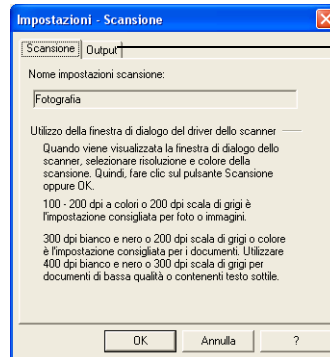 Impostazioni - Scansione
Scansione
Output
Nome impostazioni scansione:
Fotografia
Utilizzo della finestra di dialogo del driver dello scanner
Quando viene visualizzata la finestra di dialogo dello
scanner, selezionare risoluzione e colore della
scansione. Quindi, fare clic sul pulsante Scansione
oppure OK.
100 - 200 dpi a colori o 200 dpi scala di grigi è
l'impostazione consigliata per foto o immagini.
300 dpi bianco e nero o 200 dpi scala di grigi o colore
è l'impostazione consigliata per i documenti. Utilizzare
400 dpi bianco e nero o 300 dpi scala di grigi per
documenti di bassa qualità o contenenti testo sottile.
OK
Annulla
?